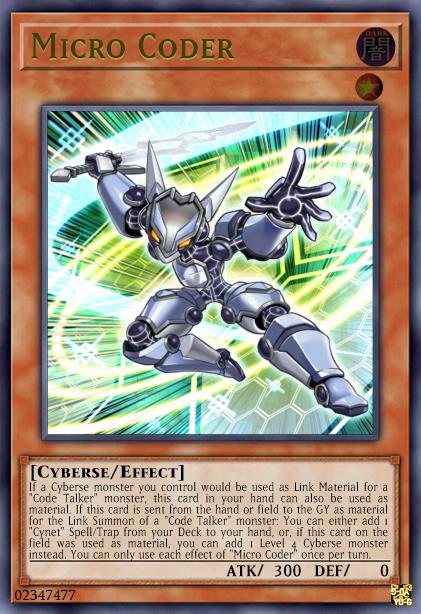 MICRO CODER
DARK
闇
[CYBERSE/EFFECT]
If a Cyberse monster you control would be used as Link Material for a
"Code Talker" monster, this card in your hand can also be used as
material. If this card is sent from the hand or field to the GY as material
for the Link Summon of a "Code Talker" monster: You can either add 1
"Cynet" Spell/Trap from your Deck to your hand, or, if this card on the
field was used as material, you can add 1 Level 4 Cyberse monster
instead. You can only use each effect of "Micro Coder" once per turn.
ATK/ 300 DEF/ 0
02347477